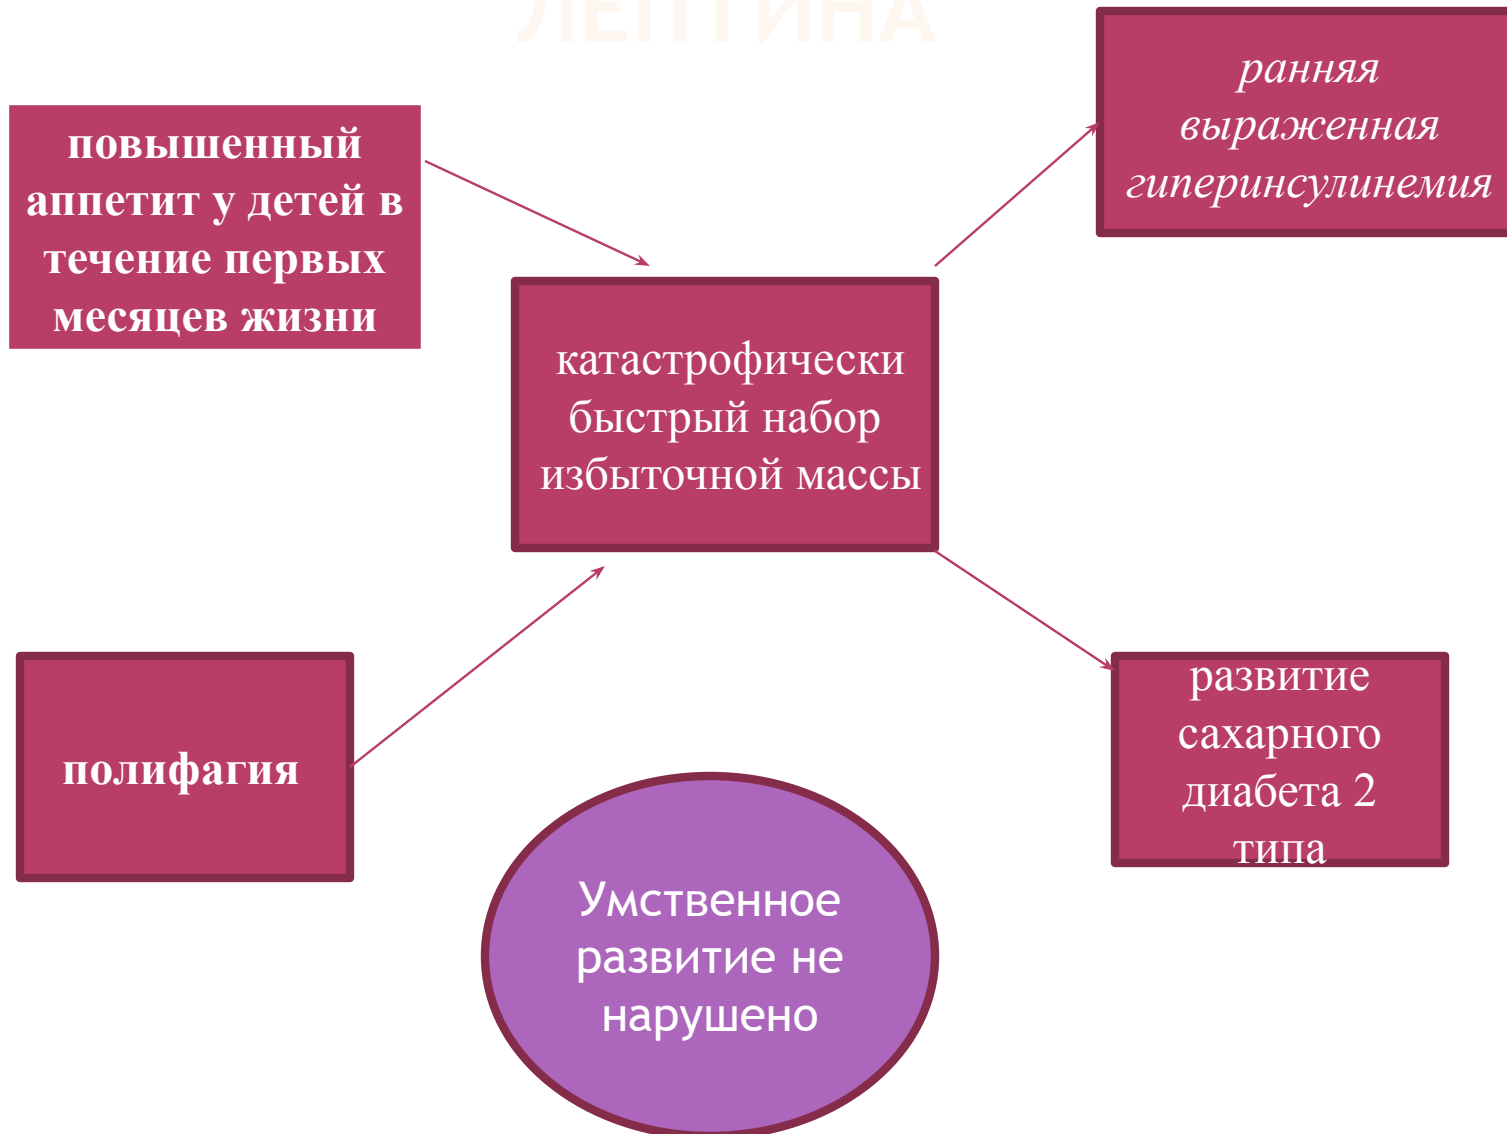 ЛЕПТИНА
повышенный
аппетит у детей в
течение первых
месяцев жизни
ранняя
выраженная
гиперинсулинемия
катастрофически
быстрый набор
избыточной массы
полифагия
развитие
сахарного
диабета 2
типа
Умственное
развитие не
нарушено